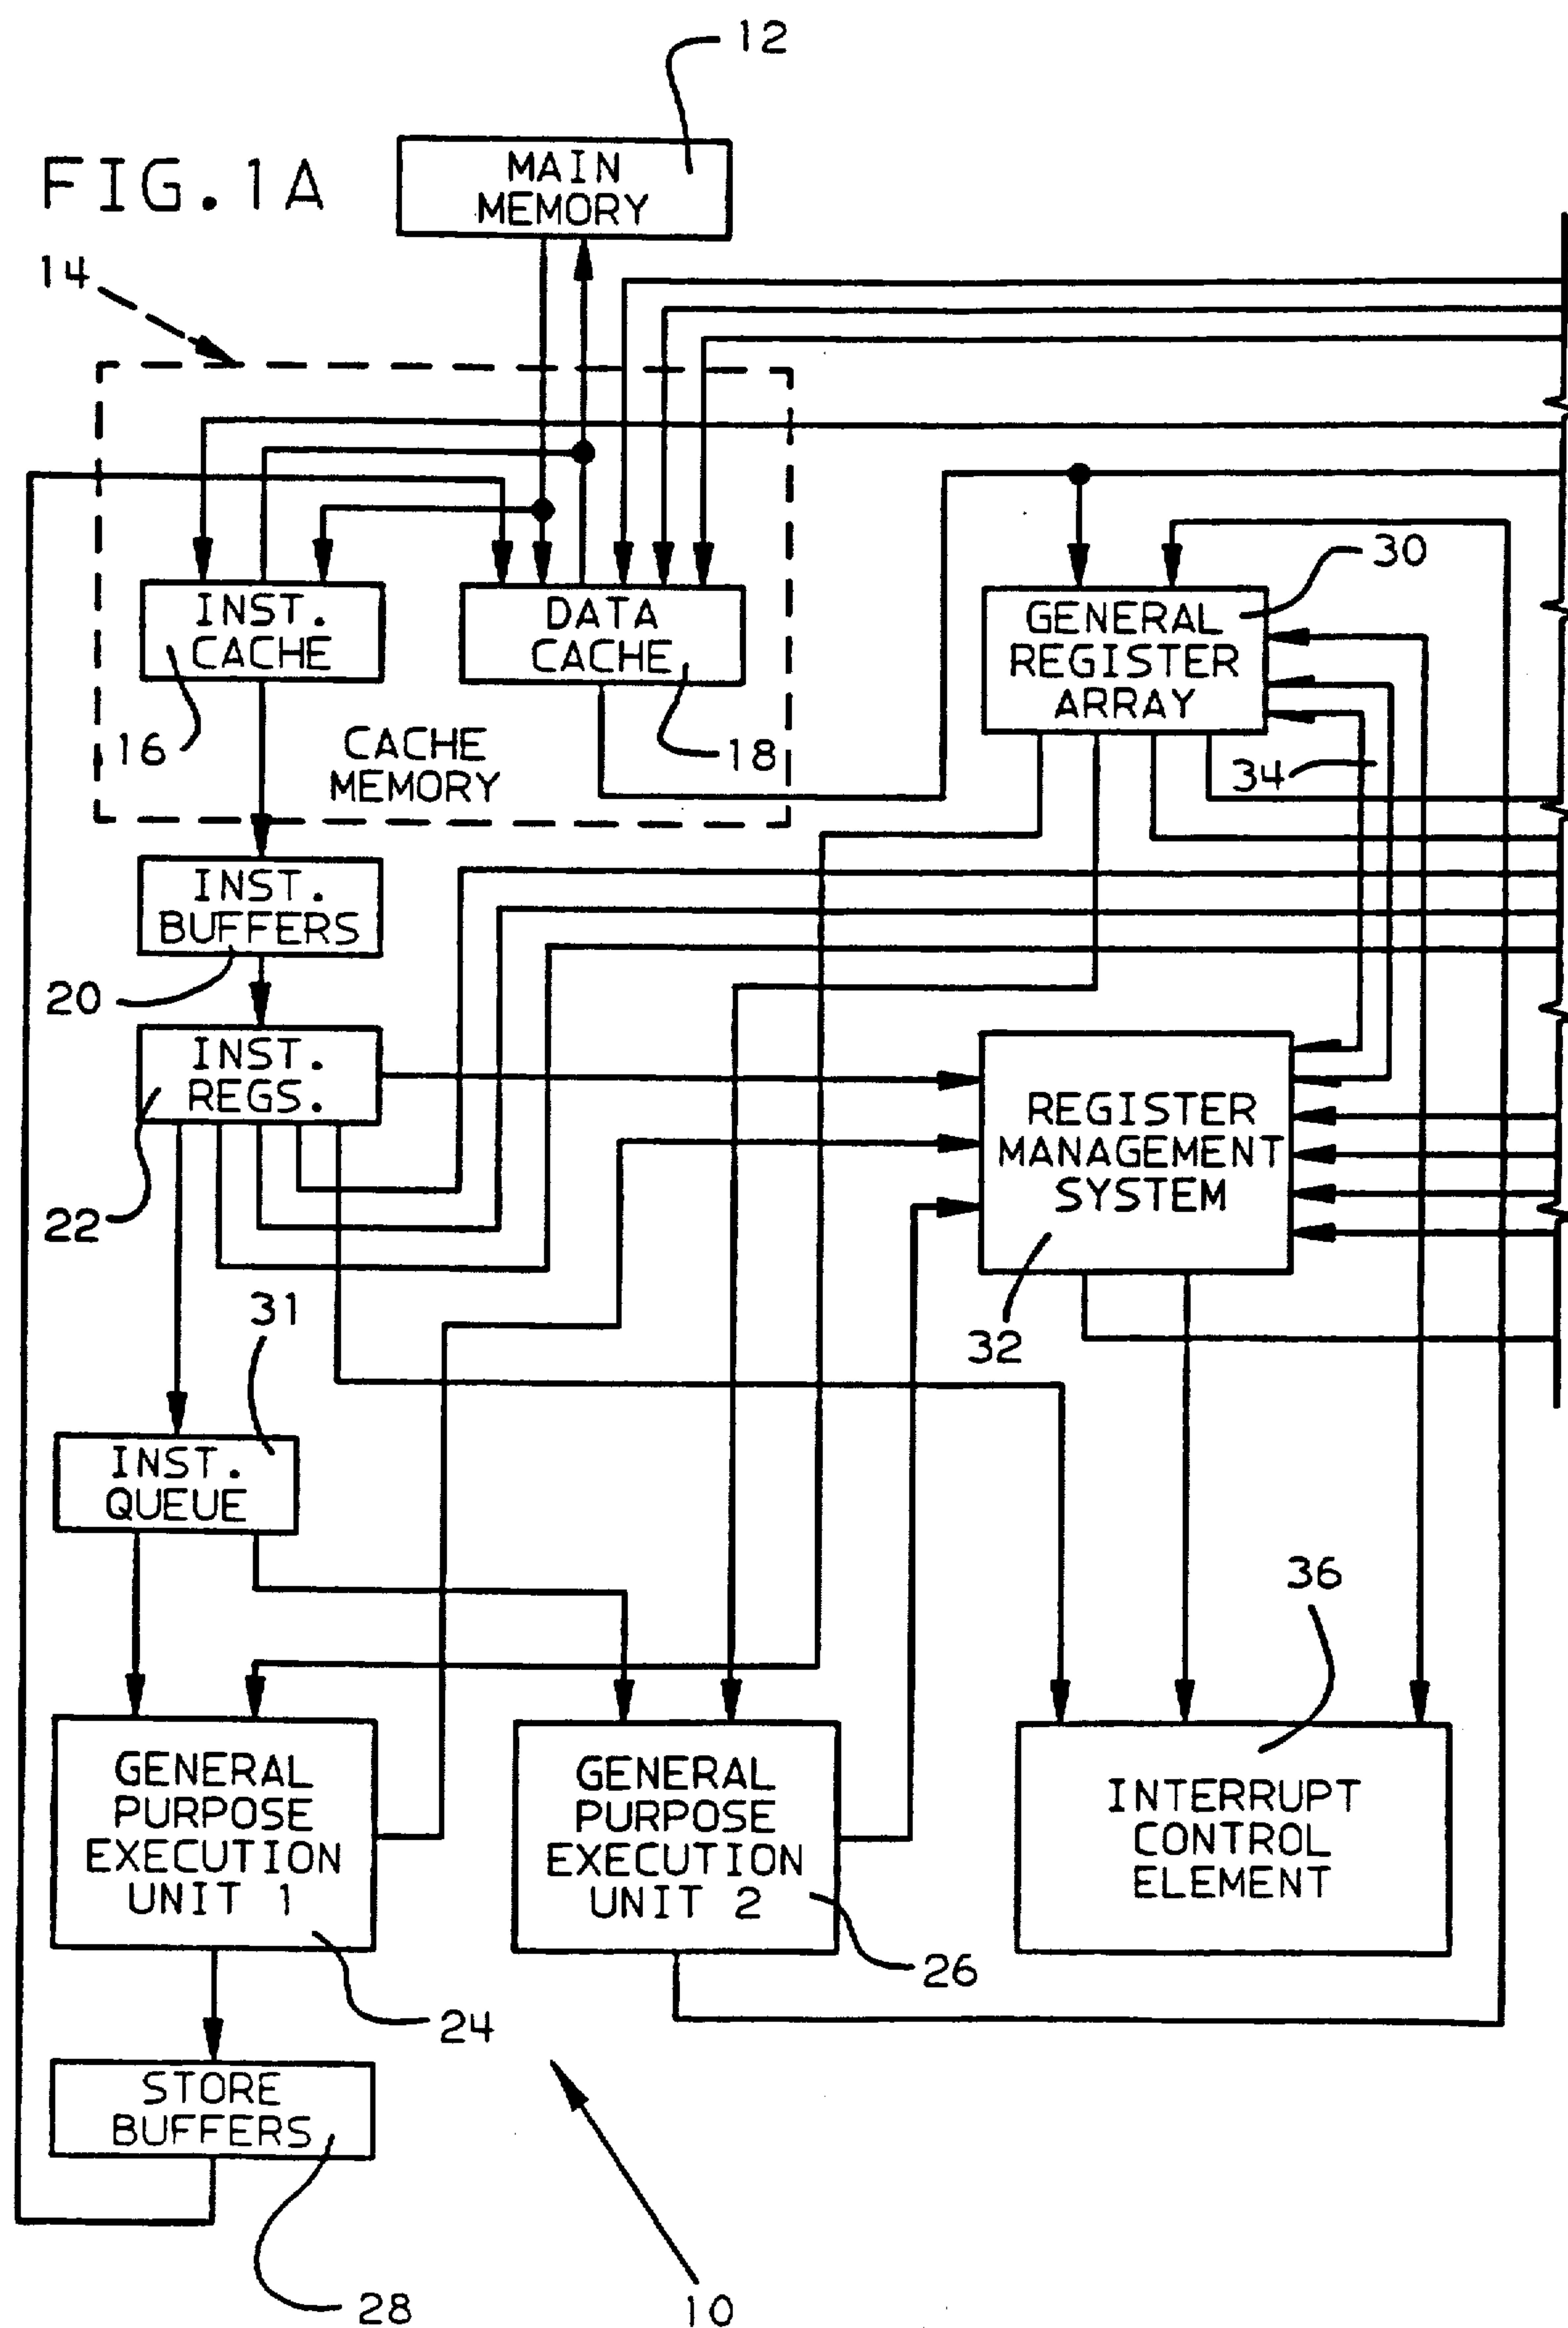 12
FIG.1A
MAIN
MEMORY
14
30
INST.
CACHE
DATA
CACHE
GENERAL
REGISTER
ARRAY
16
CACHE
MEMORY
18
34
INST.
BUFFERS
20
INST.
REGS.
22
REGISTER
MANAGEMENT
SYSTEM
32
31
INST.
QUEUE
36
GENERAL
PURPOSE
EXECUTION
UNIT 1
GENERAL
PURPOSE
EXECUTION
UNIT 2
INTERRUPT
CONTROL
ELEMENT
24
26
STORE
BUFFERS
28
10